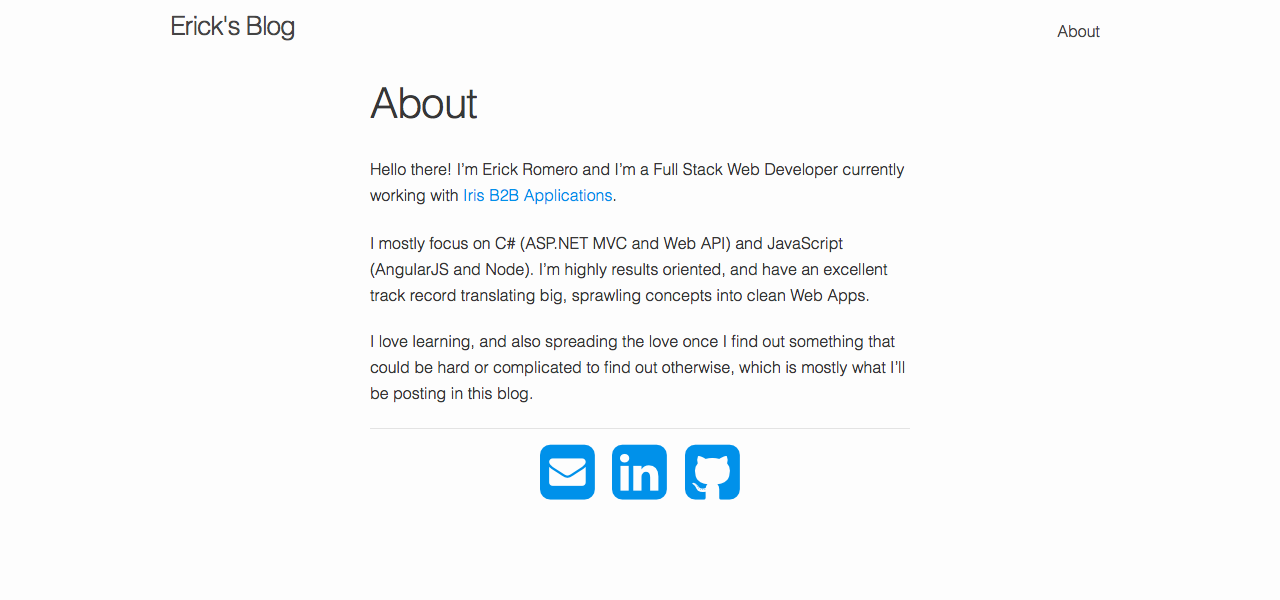 Erick's Blog
About
About
Hello there! I’m Erick Romero and I’m a Full Stack Web Developer currently
working with Iris B2B Applications.
I mostly focus on C# (ASP.NET MVC and Web API) and JavaScript
(AngularJS and Node). I’m highly results oriented, and have an excellent
track record translating big, sprawling concepts into clean Web Apps.
I love learning, and also spreading the love once I find out something that
could be hard or complicated to find out otherwise, which is mostly what I'll
be posting in this blog.
in